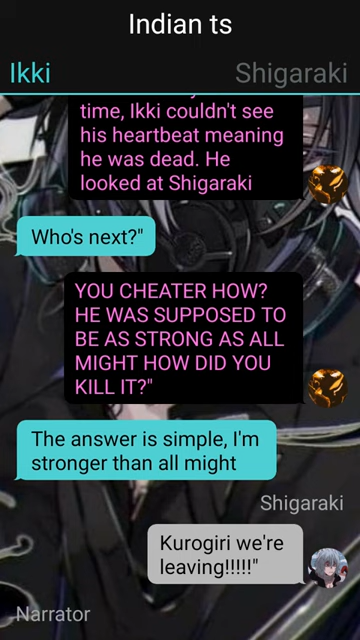 Indian ts
Ikki
Shigaraki
time, Ikki couldn't see
his heartbeat meaning
he was dead. He
looked at Shigaraki
Who's next?"
YOU CHEATER HOW?
HE WAS SUPPOSED TO
BE AS STRONG AS ALL
MIGHT HOW DID YOU
KILL IT?"
The answer is simple, I'm
stronger than all might
Shigaraki
Kurogiri we're
leaving!!!!!"
Narrator